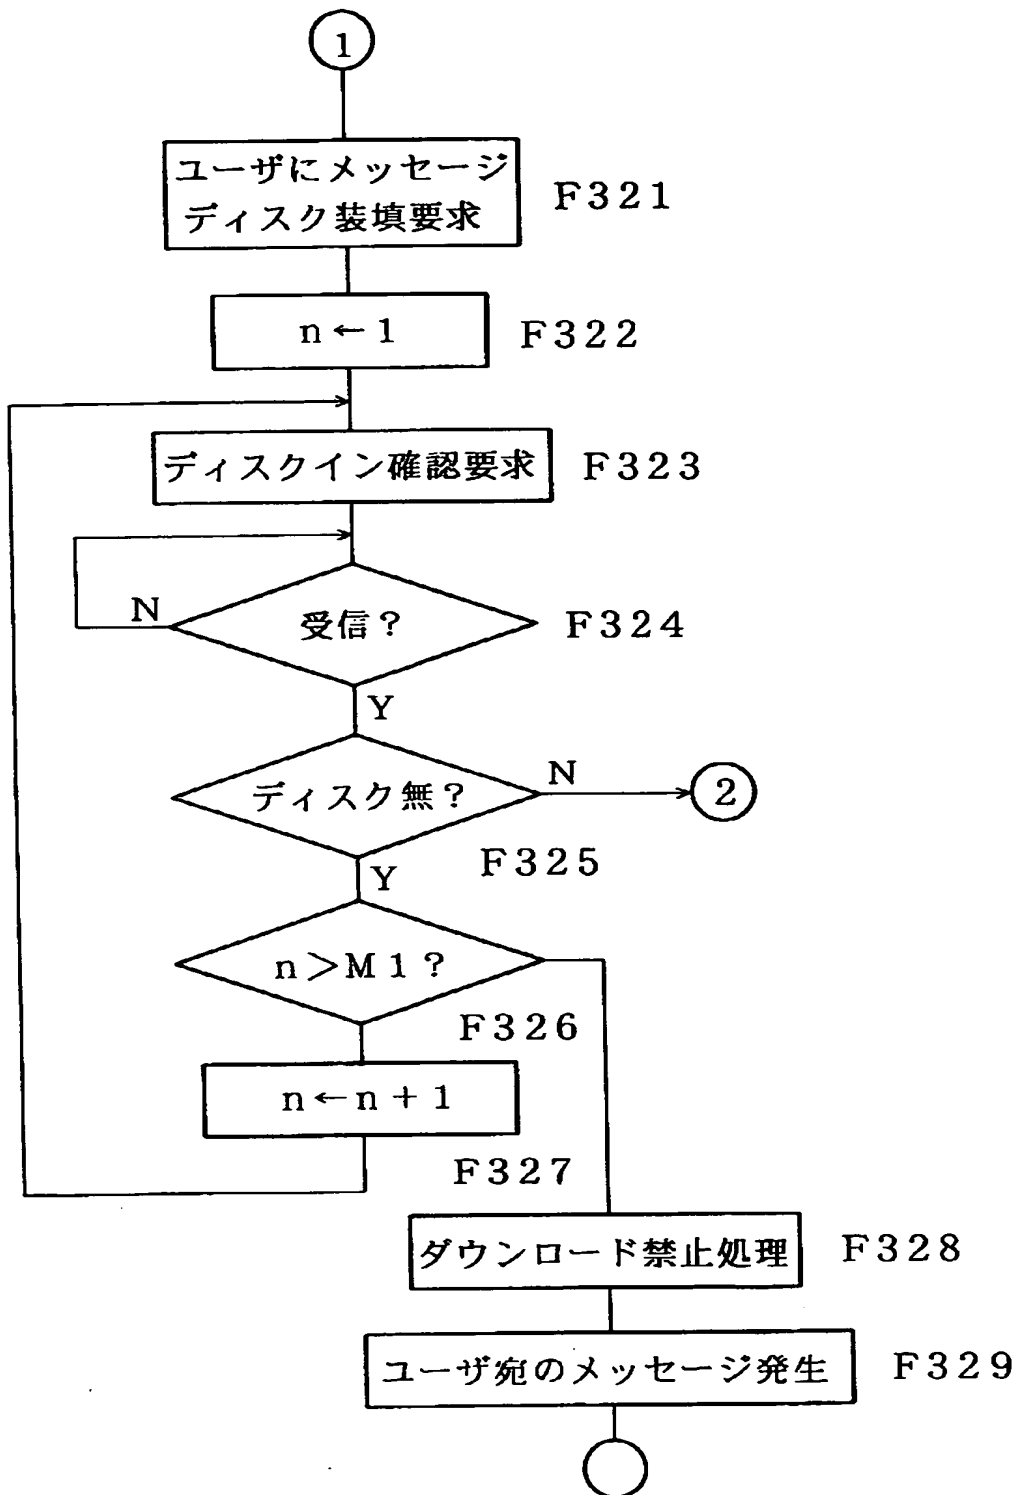 1
ユーザにメッセージ
ディスク装填要求
F321
n←1
F322
ディスクイン確認要求
F323
N
受信?
F324
Y
ディスク無?
N
2
F325
Y
n>M1?
F326
n←n+1
F327
ダウンロード禁止処理
F328
ユーザ宛のメッセージ発生
F329